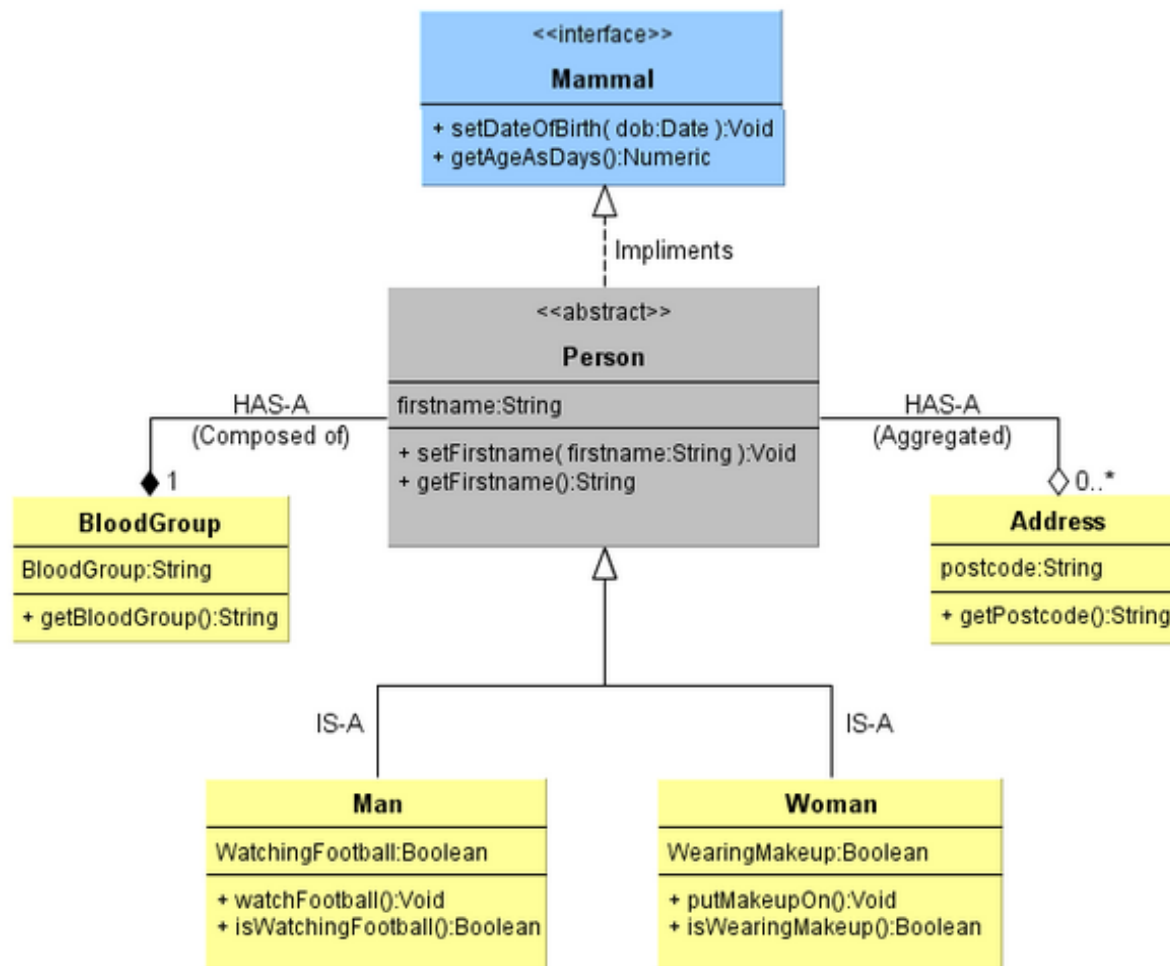 <<interface>>
Mammal
+ setDateOfBirth( dob:Date ):Void
+ getAgeAsDays():Numeric
Impliments
<<abstract>>
Person
firstname:String
+ setFirstname( firstname:String ):Void
+ getFirstname():String
HAS-A
(Composed of)
1
BloodGroup
BloodGroup:String
+ getBloodGroup():String
HAS-A
(Aggregated)
0..*
Address
postcode:String
+ getPostcode():String
IS-A
IS-A
Man
WatchingFootball:Boolean
+ watchFootball():Void
+ isWatchingFootball():Boolean
Woman
WearingMakeup:Boolean
+ putMakeupOn():Void
+ isWearingMakeup():Boolean